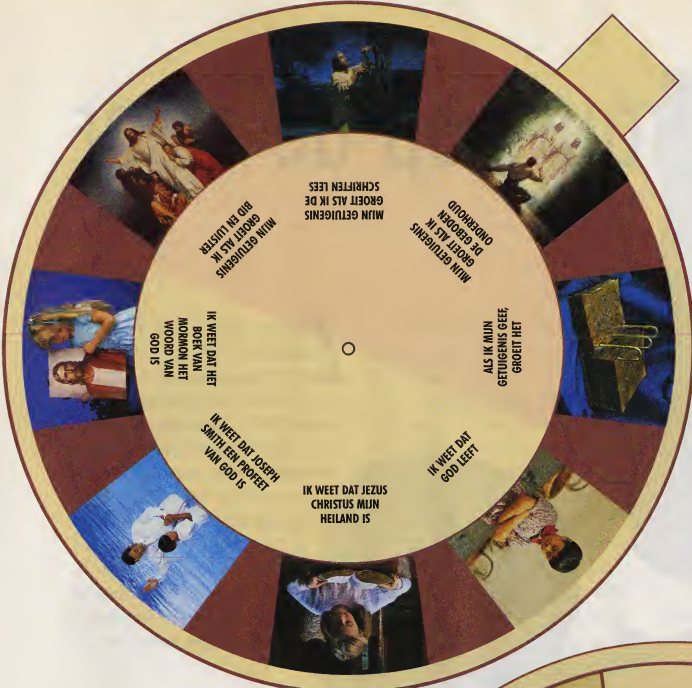 MIJN GETUIGENIS
GROEIT ALS IK DE
SCHRIFTEN LEES
MIJN GETUIGENIS
GROEIT ALS IK
DE GEBODEN
ONDERHOUD
ALS IK MIJN
GETUIGENIS GEEF,
GROEIT HET
IK WEET DAT
GOD LEEFT
IK WEET DAT JEZUS
CHRISTUS MIJN
HEILAND IS
IK WEET DAT JOSEPH
SMITH EEN PROFEET
VAN GOD IS
IK WEET DAT HET
BOEK VAN
MORMON HET
WOORD VAN
GOD IS
MIJN GETUIGENIS
GROEIT ALS IK
BID EN LUISTER